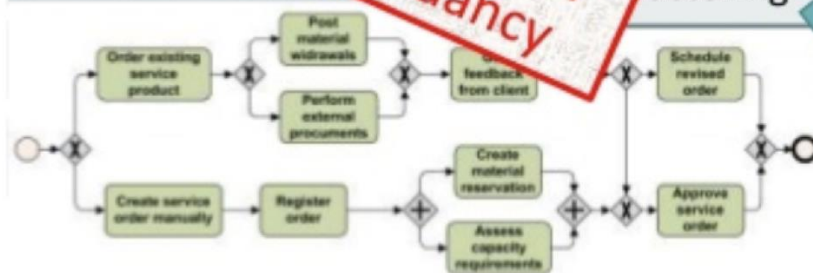 dancy
Post
material
widrawals
Order existing
service
product
feedback
from client
Schedule
revised
order
Perform
external
procuments
Create
material
reservation
Create service
order manually
Register
order
Approve
service
order
Assess
capacity
requirements